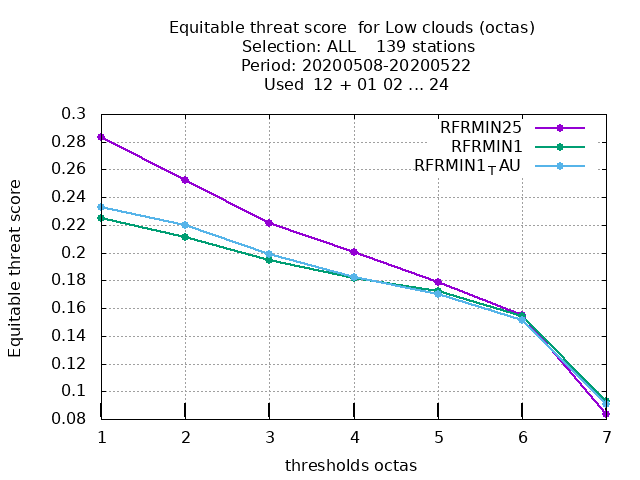 Equitable threat score  for Low clouds (octas)
Selection: ALL    139 stations
Period: 20200508-20200522
Used  12 + 01 02 ... 24
RFRMIN25
RFRMIN1
RFRMIN1TAU
0.3
0.28
0.26
0.24
0.22
0.2
0.18
0.16
0.14
0.12
0.1
0.08
Equitable threat score
1 2 3 4 5 6 7
thresholds octas